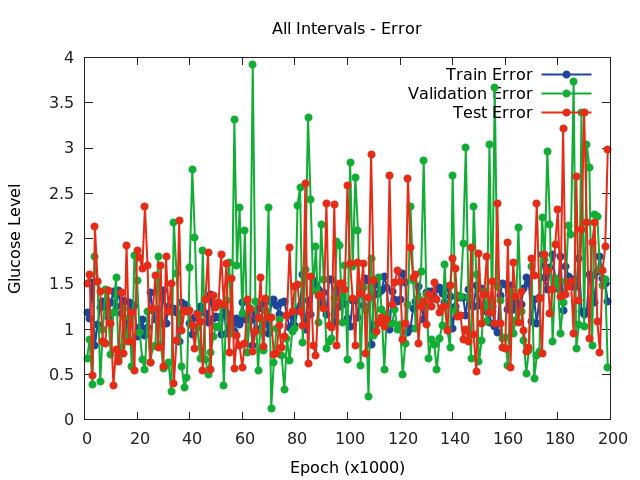 All Intervals - Error
Train Error
Validation Error
Test Error
Glucose Level
4
3.5
3
2.5
2
1.5
1
0.5
0
0 20 40 60 80 100 120 140 160 180 200
Epoch (x1000)